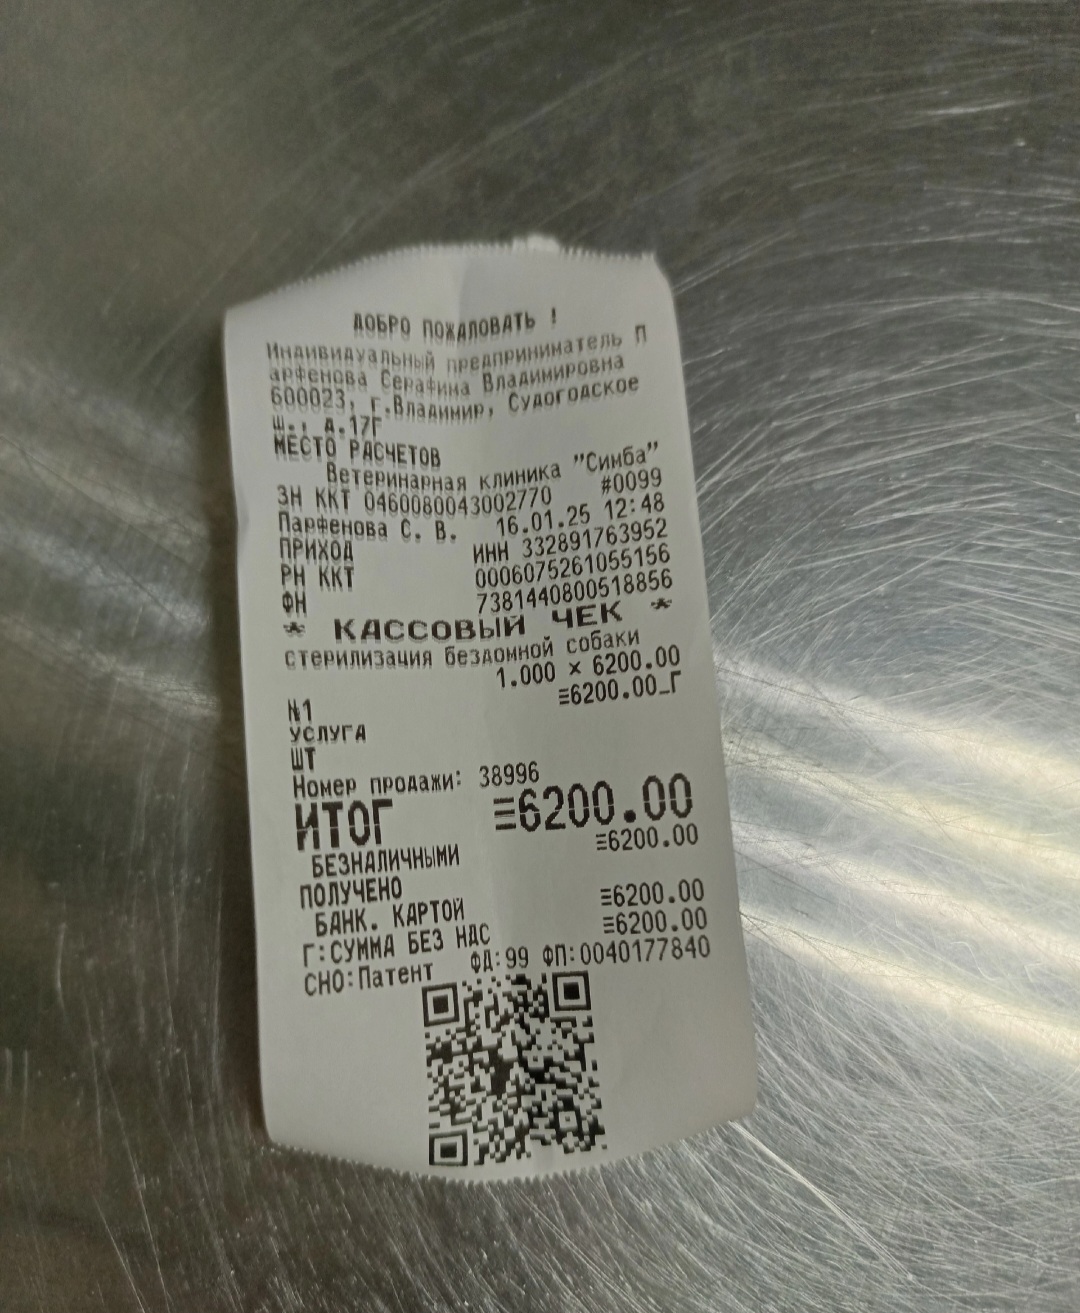 ДОБРО ПОЖАЛОВАТЬ !
Индивидуальный предприниматель П
арфенова Серафина Владимировна
600023, г.Владимир, Судогодское
ш., д.17Г
МЕСТО РАСЧЕТОВ
Ветеринарная клиника "Симба"
ЗН ККТ 0460080043002770 #0099
Парфенова С. В. 16.01.25 12:48
ПРИХОД ИНН 332891763952
РН ККТ 0006075261055156
ФН 7381440800518856
* КАССОВЫЙ ЧЕК *
стерилизация бездомной собаки
1.000 × 6200.00
≡6200.00_Г
№1
УСЛУГА
ШТ
Номер продажи: 38996
ИТОГ ≡6200.00
БЕЗНАЛИЧНЫМИ ≡6200.00
ПОЛУЧЕНО
БАНК. КАРТОЙ ≡6200.00
Г:СУММА БЕЗ НДС ≡6200.00
СНО:Патент ФД:99 ФП:0040177840